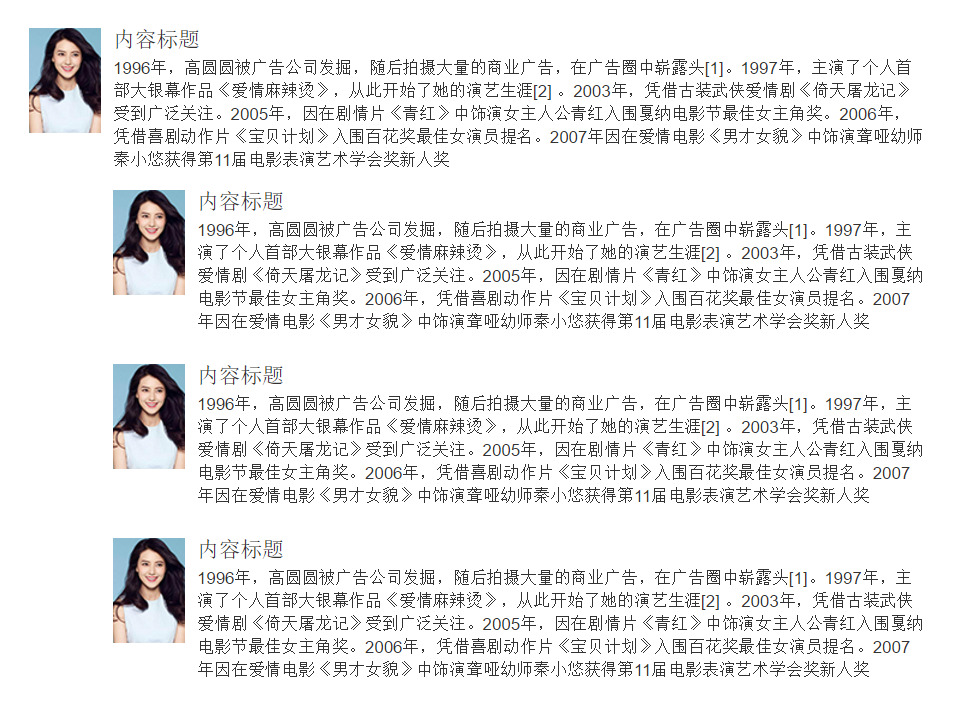 内容标题
1996年，高圆圆被广告公司发掘，随后拍摄大量的商业广告，在广告圈中崭露头[1]。1997年，主演了个人首
部大银幕作品《爱情麻辣烫》，从此开始了她的演艺生涯[2] 。2003年，凭借古装武侠爱情剧《倚天屠龙记》
受到广泛关注。2005年，因在剧情片《青红》中饰演女主人公青红入围戛纳电影节最佳女主角奖。2006年，
凭借喜剧动作片《宝贝计划》入围百花奖最佳女演员提名。2007年因在爱情电影《男才女貌》中饰演聋哑幼师
秦小悠获得第11届电影表演艺术学会奖新人奖
内容标题
1996年，高圆圆被广告公司发掘，随后拍摄大量的商业广告，在广告圈中崭露头[1]。1997年，主
演了个人首部大银幕作品《爱情麻辣烫》，从此开始了她的演艺生涯[2] 。2003年，凭借古装武侠
爱情剧《倚天屠龙记》受到广泛关注。2005年，因在剧情片《青红》中饰演女主人公青红入围戛纳
电影节最佳女主角奖。2006年，凭借喜剧动作片《宝贝计划》入围百花奖最佳女演员提名。2007
年因在爱情电影《男才女貌》中饰演聋哑幼师秦小悠获得第11届电影表演艺术学会奖新人奖
内容标题
1996年，高圆圆被广告公司发掘，随后拍摄大量的商业广告，在广告圈中崭露头[1]。1997年，主
演了个人首部大银幕作品《爱情麻辣烫》，从此开始了她的演艺生涯[2] 。2003年，凭借古装武侠
爱情剧《倚天屠龙记》受到广泛关注。2005年，因在剧情片《青红》中饰演女主人公青红入围戛纳
电影节最佳女主角奖。2006年，凭借喜剧动作片《宝贝计划》入围百花奖最佳女演员提名。2007
年因在爱情电影《男才女貌》中饰演聋哑幼师秦小悠获得第11届电影表演艺术学会奖新人奖
内容标题
1996年，高圆圆被广告公司发掘，随后拍摄大量的商业广告，在广告圈中崭露头[1]。1997年，主
演了个人首部大银幕作品《爱情麻辣烫》，从此开始了她的演艺生涯[2] 。2003年，凭借古装武侠
爱情剧《倚天屠龙记》受到广泛关注。2005年，因在剧情片《青红》中饰演女主人公青红入围戛纳
电影节最佳女主角奖。2006年，凭借喜剧动作片《宝贝计划》入围百花奖最佳女演员提名。2007
年因在爱情电影《男才女貌》中饰演聋哑幼师秦小悠获得第11届电影表演艺术学会奖新人奖